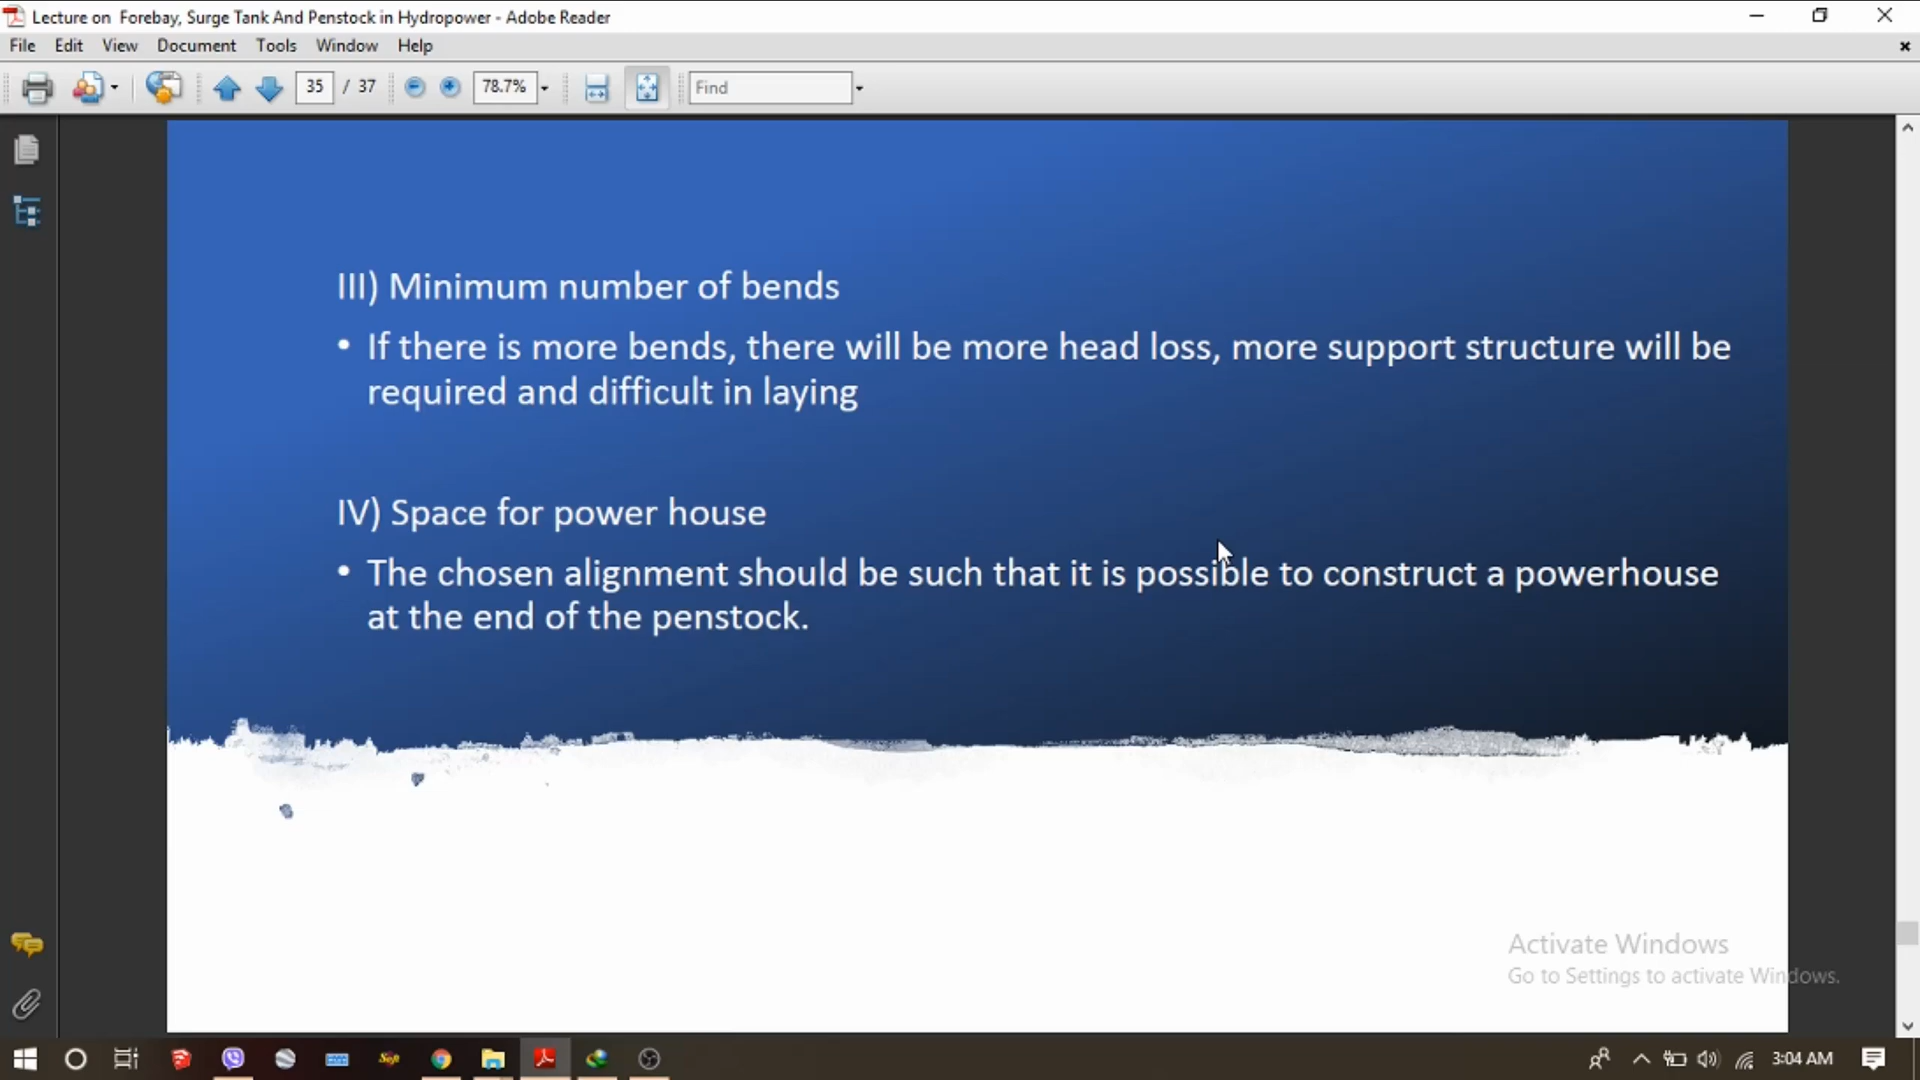 Lecture on  Forebay, Surge Tank And Penstock in Hydropower - Adobe Reader
File Edit View Document Tools Window Help
35 / 37 78.7% Find
III) Minimum number of bends
• If there is more bends, there will be more head loss, more support structure will be
required and difficult in laying
IV) Space for power house
• The chosen alignment should be such that it is possible to construct a powerhouse
at the end of the penstock.
Activate Windows
Go to Settings to activate Windows.
3:04 AM